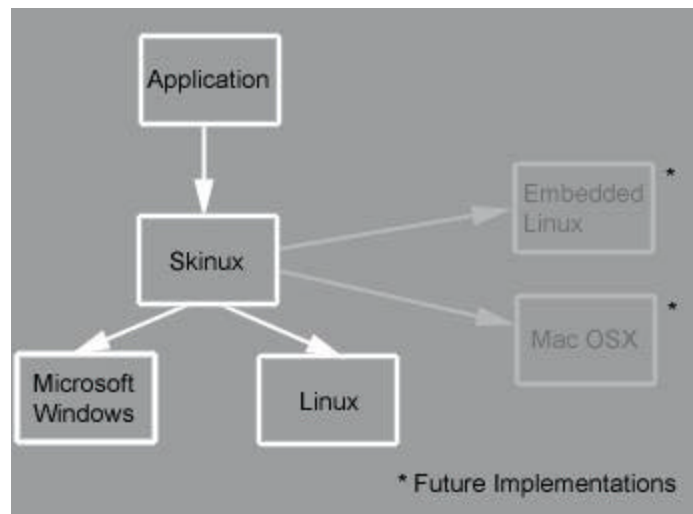 Application
*
Embedded
Linux
Skinux
*
Mac OSX
Microsoft
Windows
Linux
* Future Implementations